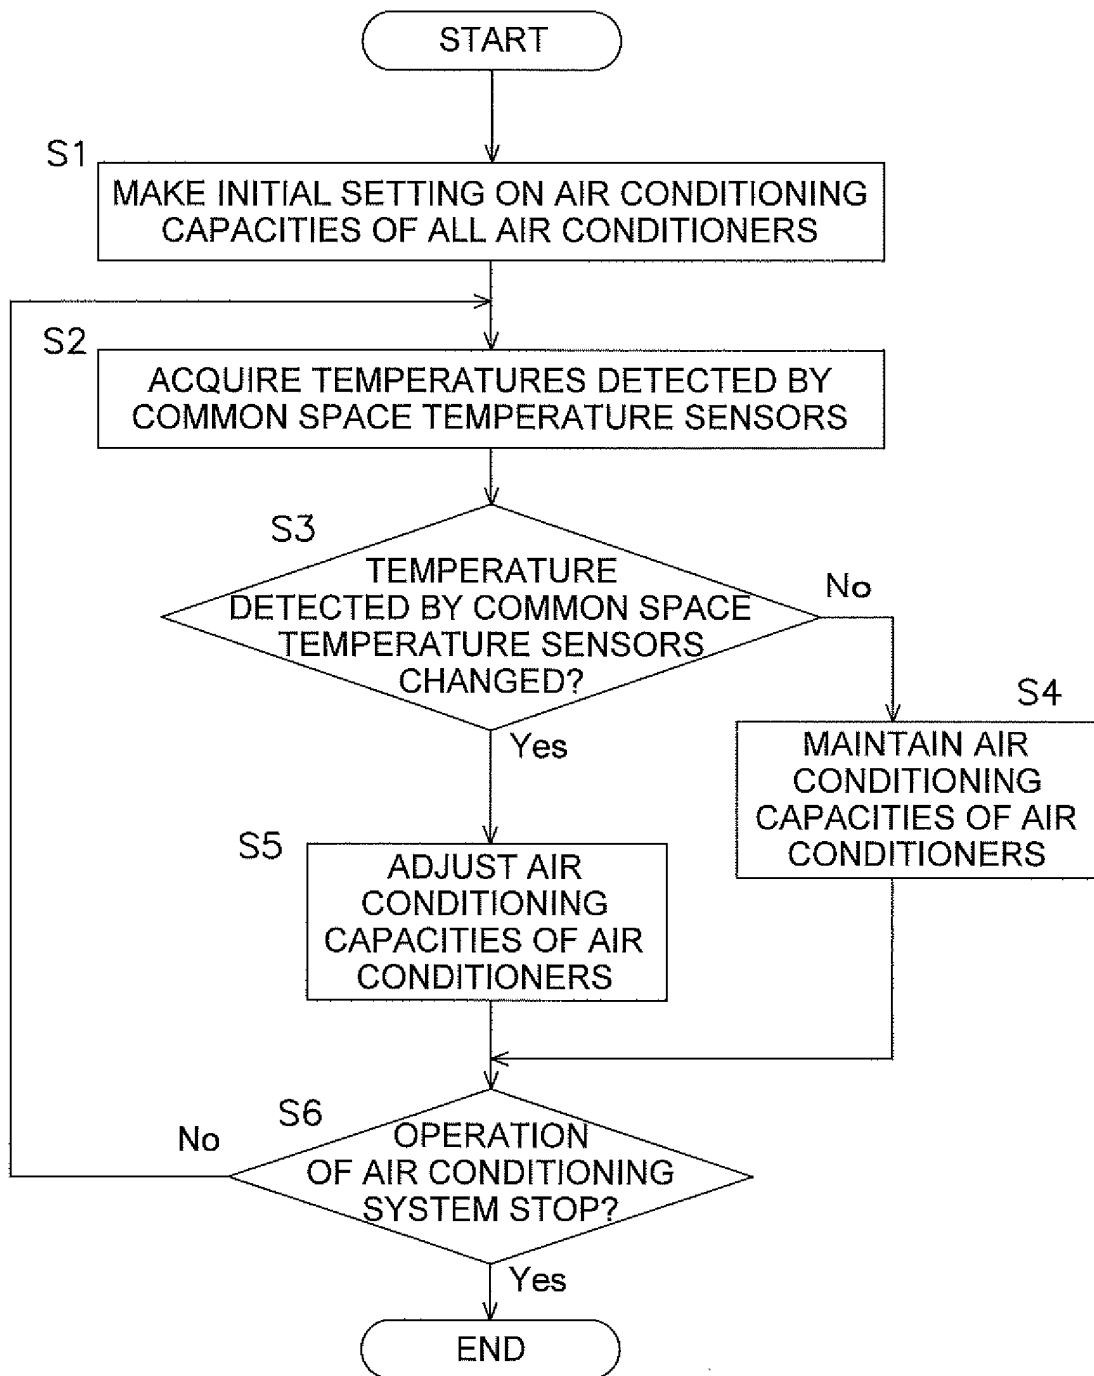 START
S1
MAKE INITIAL SETTING ON AIR CONDITIONING
CAPACITIES OF ALL AIR CONDITIONERS
S2
ACQUIRE TEMPERATURES DETECTED BY
COMMON SPACE TEMPERATURE SENSORS
S3
TEMPERATURE
DETECTED BY COMMON SPACE
TEMPERATURE SENSORS
CHANGED?
No
Yes
S4
MAINTAIN AIR
CONDITIONING
CAPACITIES OF AIR
CONDITIONERS
S5
ADJUST AIR
CONDITIONING
CAPACITIES OF AIR
CONDITIONERS
S6
No
OPERATION
OF AIR CONDITIONING
SYSTEM STOP?
Yes
END